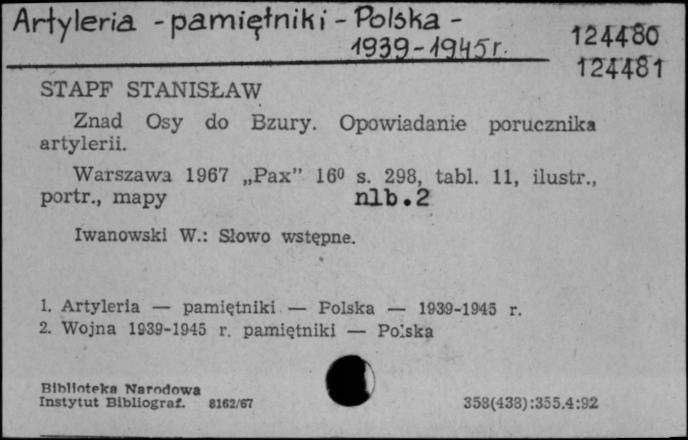 Artyleria - pamiętniki - Polska -
1939-1945 r.
124480
124481
STAPF STANISŁAW
Znad Osy do Bzury. Opowiadanie porucznika
artylerii.
Warszawa 1967 „Pax” 16⁰ s. 298, tabl. 11, ilustr.,
portr., mapy nlb.2
Iwanowski W.: Słowo wstępne.
1. Artyleria — pamiętniki — Polska — 1939-1945 r.
2. Wojna 1939-1945 r. pamiętniki — Polska
Biblioteka Narodowa
Instytut Bibliograf. 8162/67
358(438):355.4:92